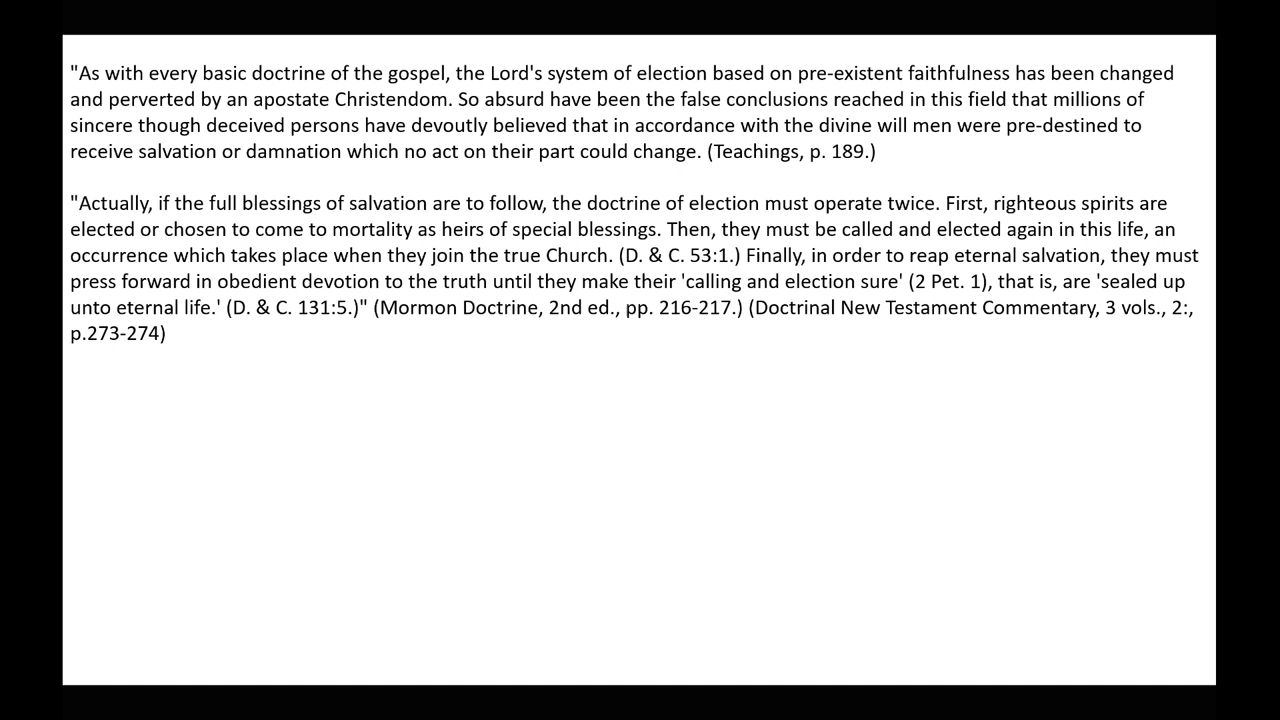 "As with every basic doctrine of the gospel, the Lord's system of election based on pre-existent faithfulness has been changed
and perverted by an apostate Christendom. So absurd have been the false conclusions reached in this field that millions of
sincere though deceived persons have devoutly believed that in accordance with the divine will men were pre-destined to
receive salvation or damnation which no act on their part could change. (Teachings, p. 189.)
"Actually, if the full blessings of salvation are to follow, the doctrine of election must operate twice. First, righteous spirits are
elected or chosen to come to mortality as heirs of special blessings. Then, they must be called and elected again in this life, an
occurrence which takes place when they join the true Church. (D. & C. 53:1.) Finally, in order to reap eternal salvation, they must
press forward in obedient devotion to the truth until they make their 'calling and election sure' (2 Pet. 1), that is, are 'sealed up
unto eternal life.' (D. & C. 131:5.)" (Mormon Doctrine, 2nd ed., pp. 216-217.) (Doctrinal New Testament Commentary, 3 vols., 2:,
p.273-274)